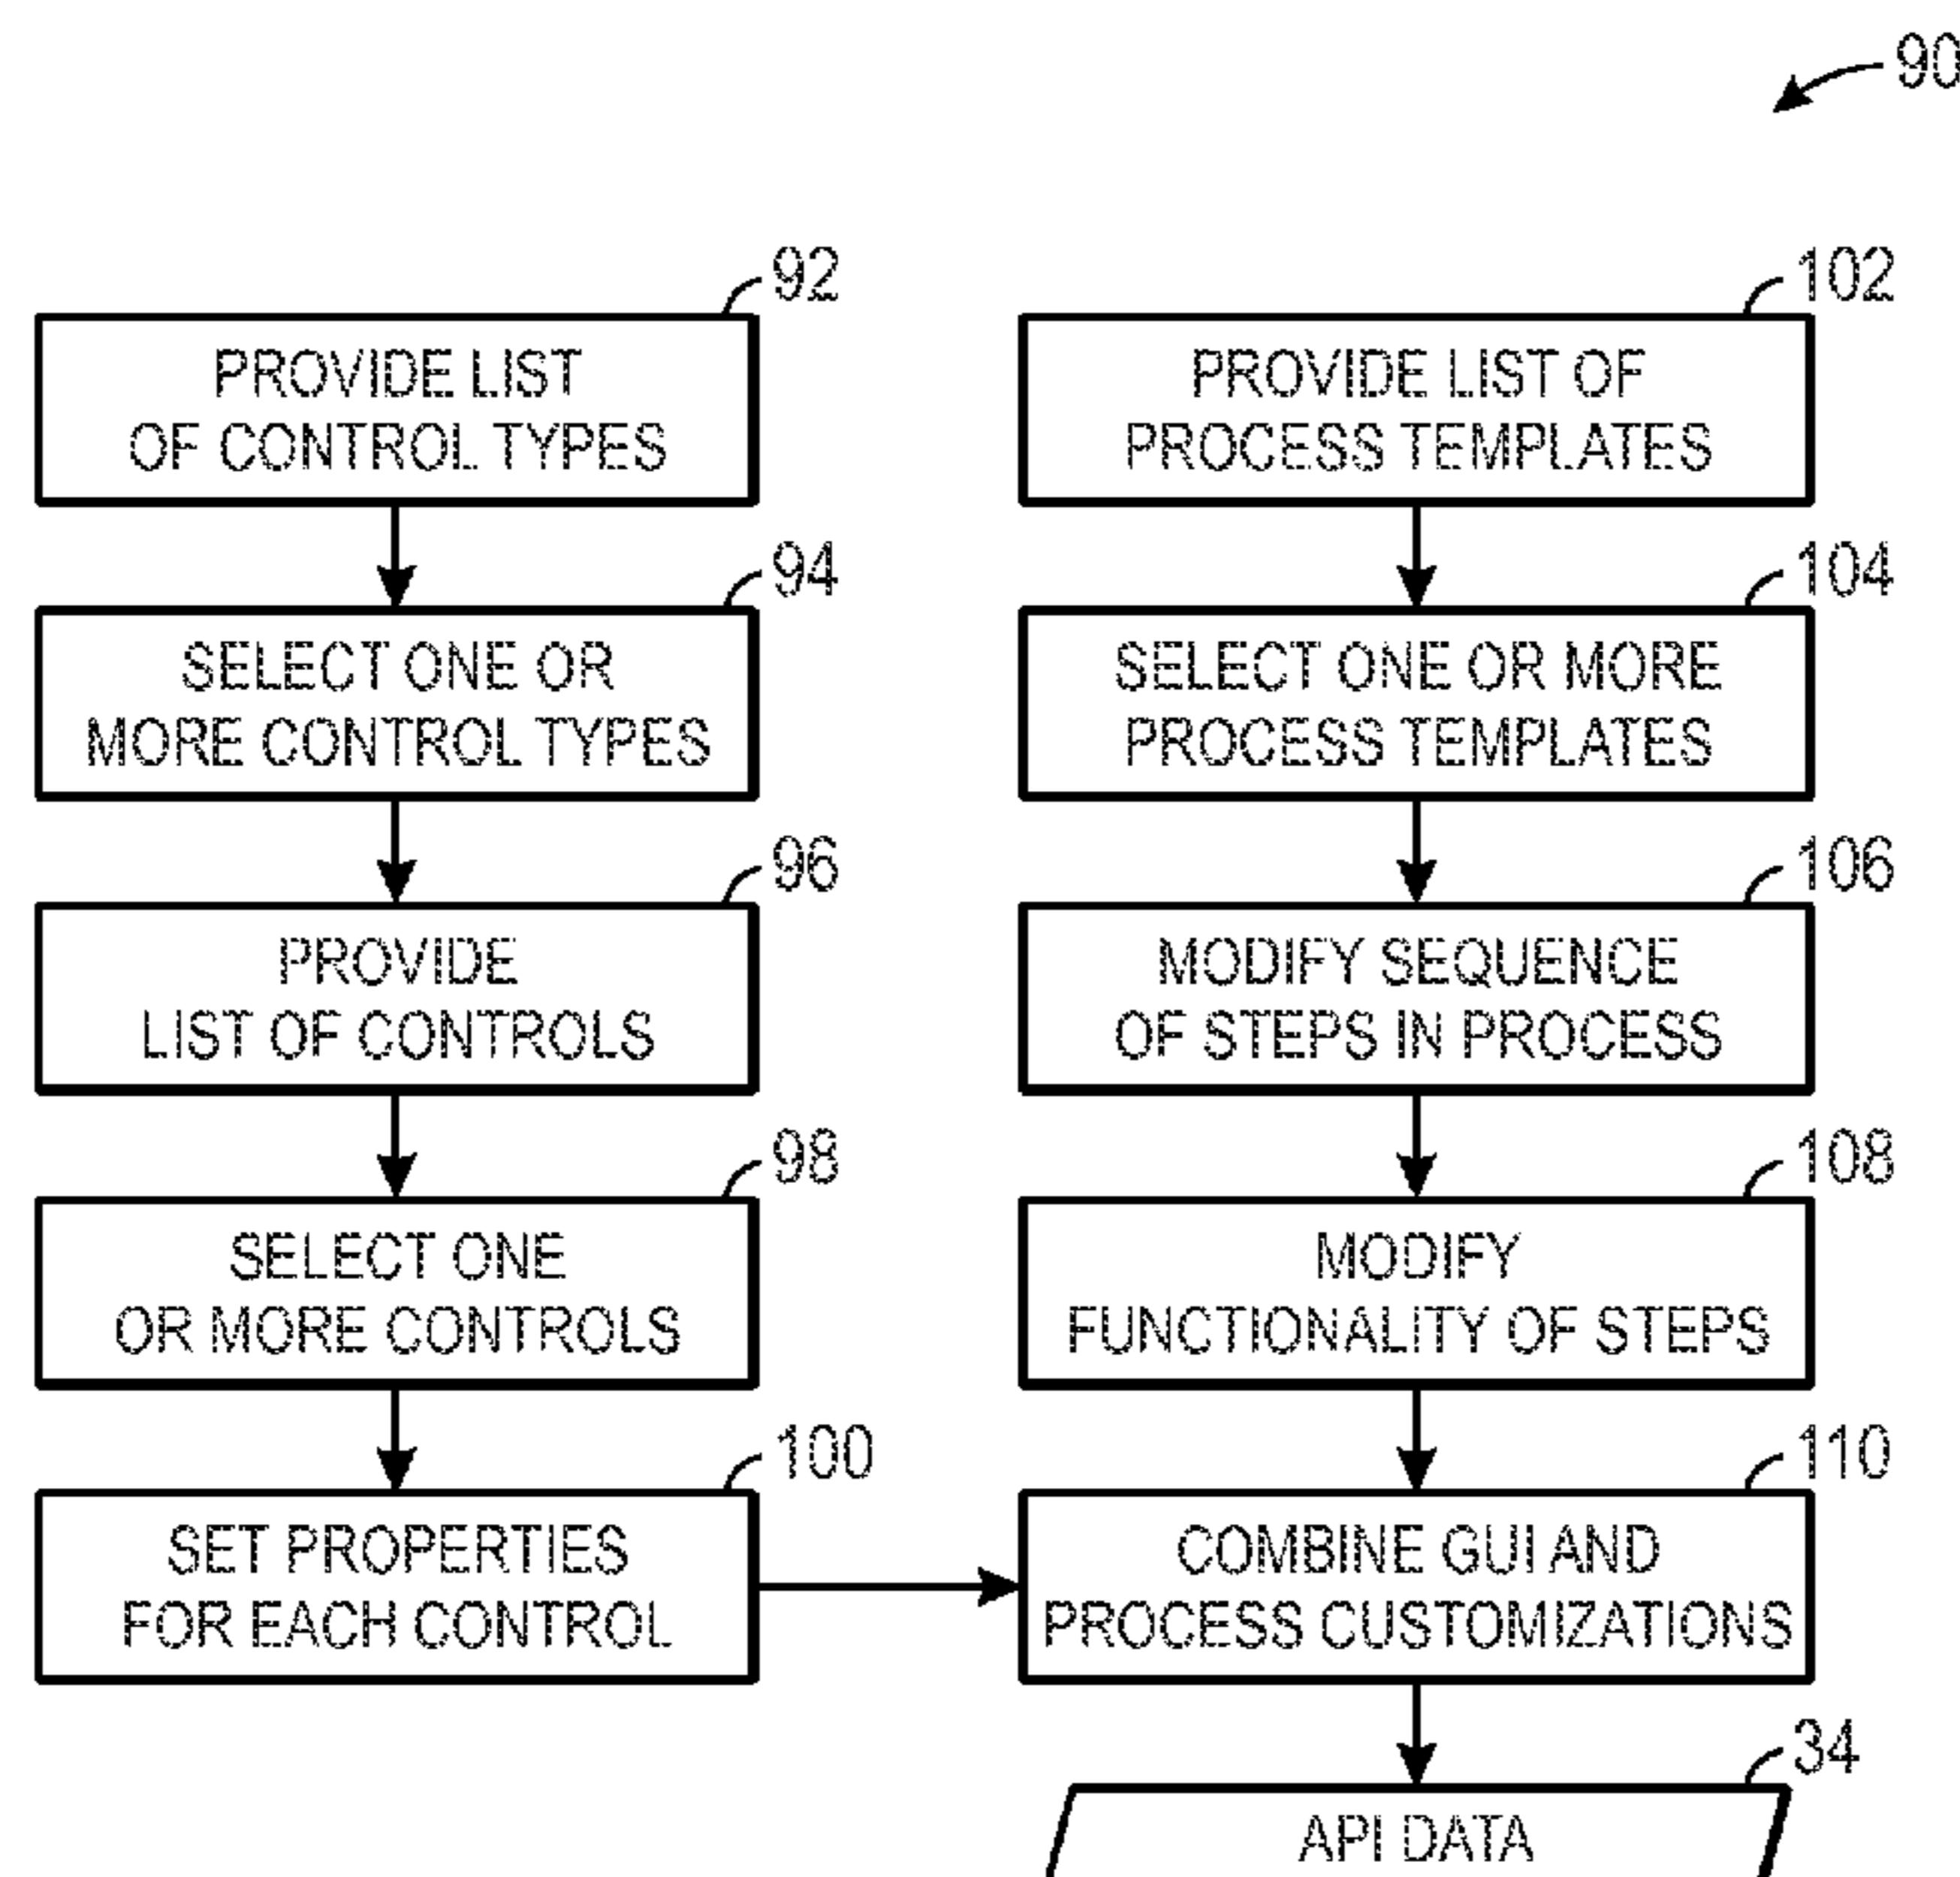 90
92
PROVIDE LIST
OF CONTROL TYPES
94
SELECT ONE OR
MORE CONTROL TYPES
96
PROVIDE
LIST OF CONTROLS
98
SELECT ONE
OR MORE CONTROLS
100
SET PROPERTIES
FOR EACH CONTROL
102
PROVIDE LIST OF
PROCESS TEMPLATES
104
SELECT ONE OR MORE
PROCESS TEMPLATES
106
MODIFY SEQUENCE
OF STEPS IN PROCESS
108
MODIFY
FUNCTIONALITY OF STEPS
110
COMBINE GUI AND
PROCESS CUSTOMIZATIONS
34
API DATA